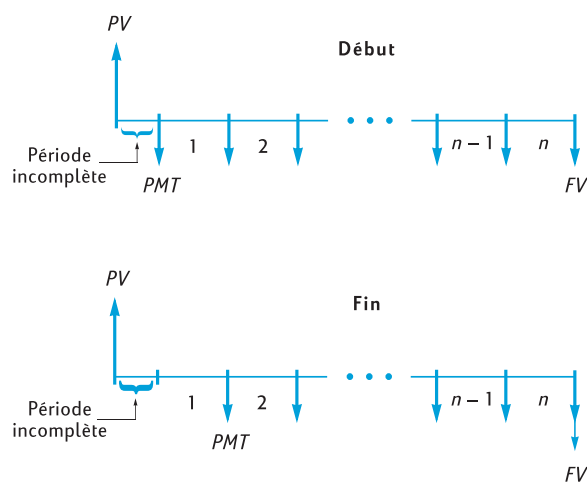 PV
Début
1
2
n – 1
n
Période
incomplète
PMT
FV
PV
Fin
1
2
n – 1
n
Période
incomplète
PMT
FV